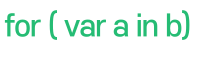 for ( var a in b)